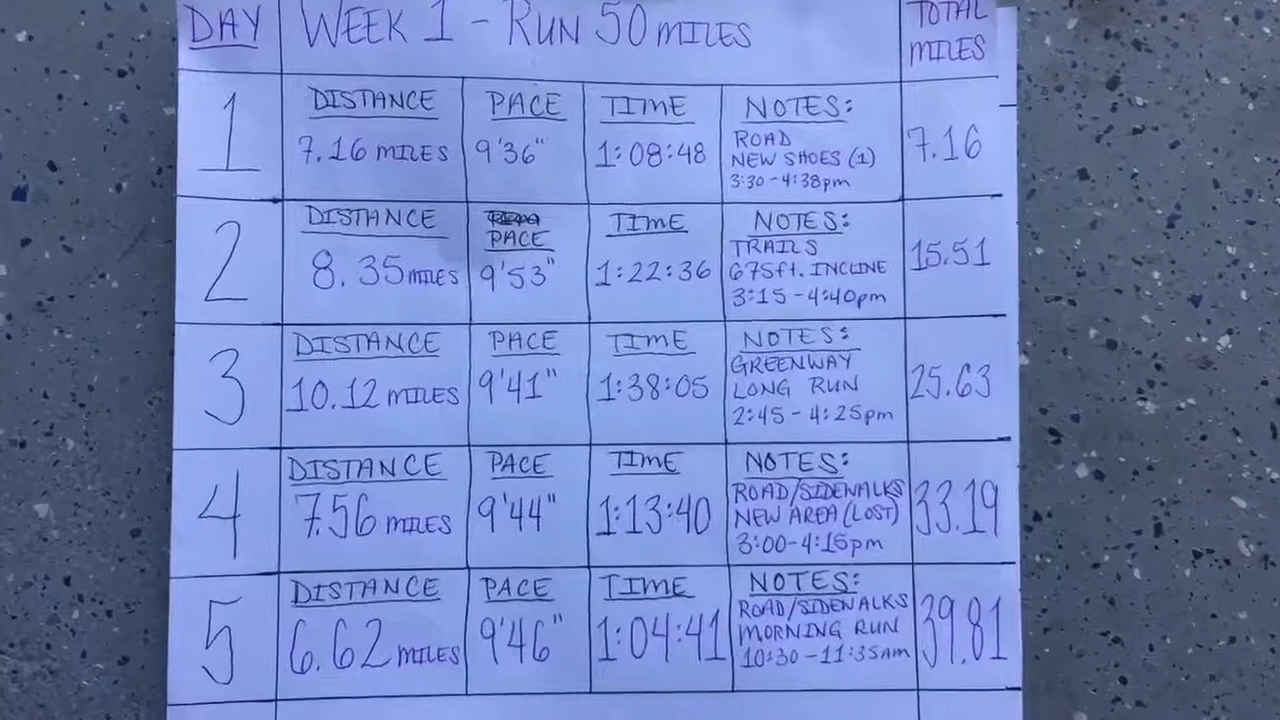 DAY WEEK 1 - RUN 50 MILES TOTAL MILES
1
DISTANCE
7.16 MILES
PACE
9'36"
TIME
1:08:48
NOTES:
ROAD
NEW SHOES (1)
3:30-4:38pm
7.16
2
DISTANCE
8.35 MILES
PACE
9'53"
TIME
1:22:36
NOTES:
TRAILS
675ft. INCLINE
3:15-4:40pm
15.51
3
DISTANCE
10.12 MILES
PACE
9'41"
TIME
1:38:05
NOTES:
GREENWAY
LONG RUN
2:45-4:25pm
25.63
4
DISTANCE
7.56 MILES
PACE
9'44"
TIME
1:13:40
NOTES:
ROAD/SIDEWALKS
NEW AREA (LOST)
3:00-4:15pm
33.19
5
DISTANCE
6.62 MILES
PACE
9'46"
TIME
1:04:41
NOTES:
ROAD/SIDEWALKS
MORNING RUN
10:30-11:35AM
39.81